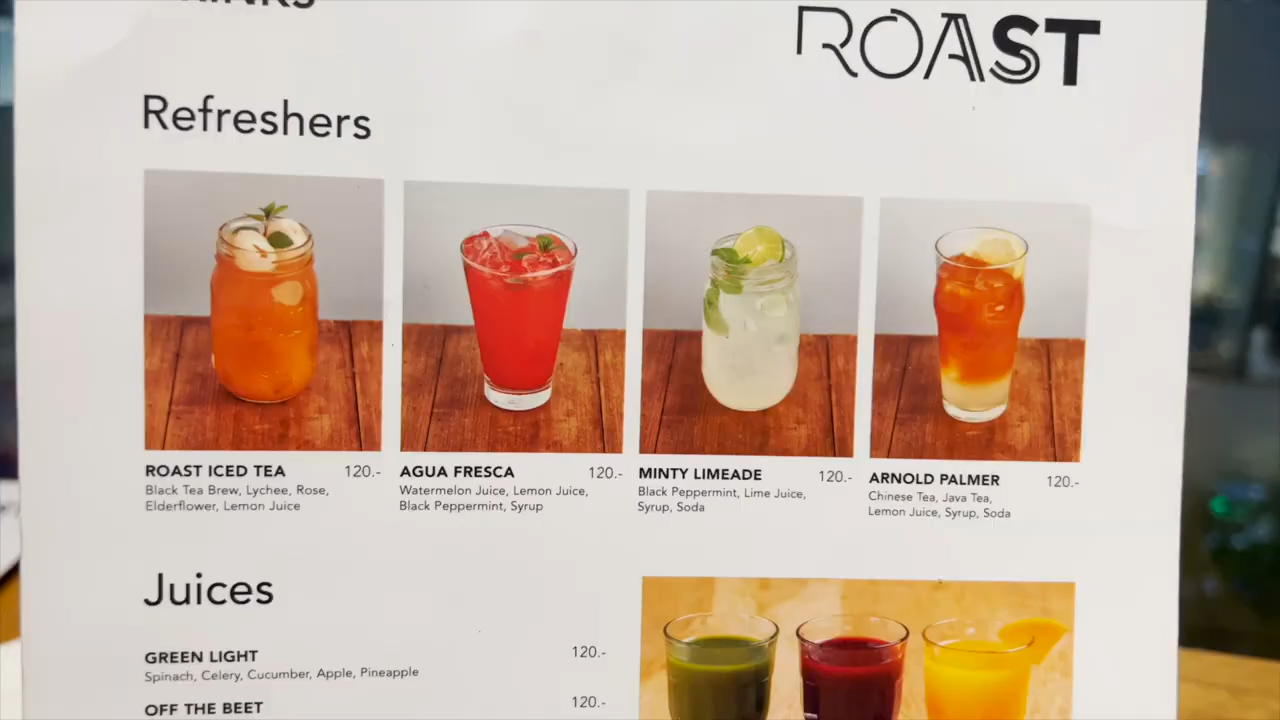 DRINKS
ROAST
Refreshers
ROAST ICED TEA 120.-
Black Tea Brew, Lychee, Rose,
Elderflower, Lemon Juice
AGUA FRESCA 120.-
Watermelon Juice, Lemon Juice,
Black Peppermint, Syrup
MINTY LIMEADE 120.-
Black Peppermint, Lime Juice,
Syrup, Soda
ARNOLD PALMER 120.-
Chinese Tea, Java Tea,
Lemon Juice, Syrup, Soda
Juices
GREEN LIGHT 120.-
Spinach, Celery, Cucumber, Apple, Pineapple
OFF THE BEET 120.-